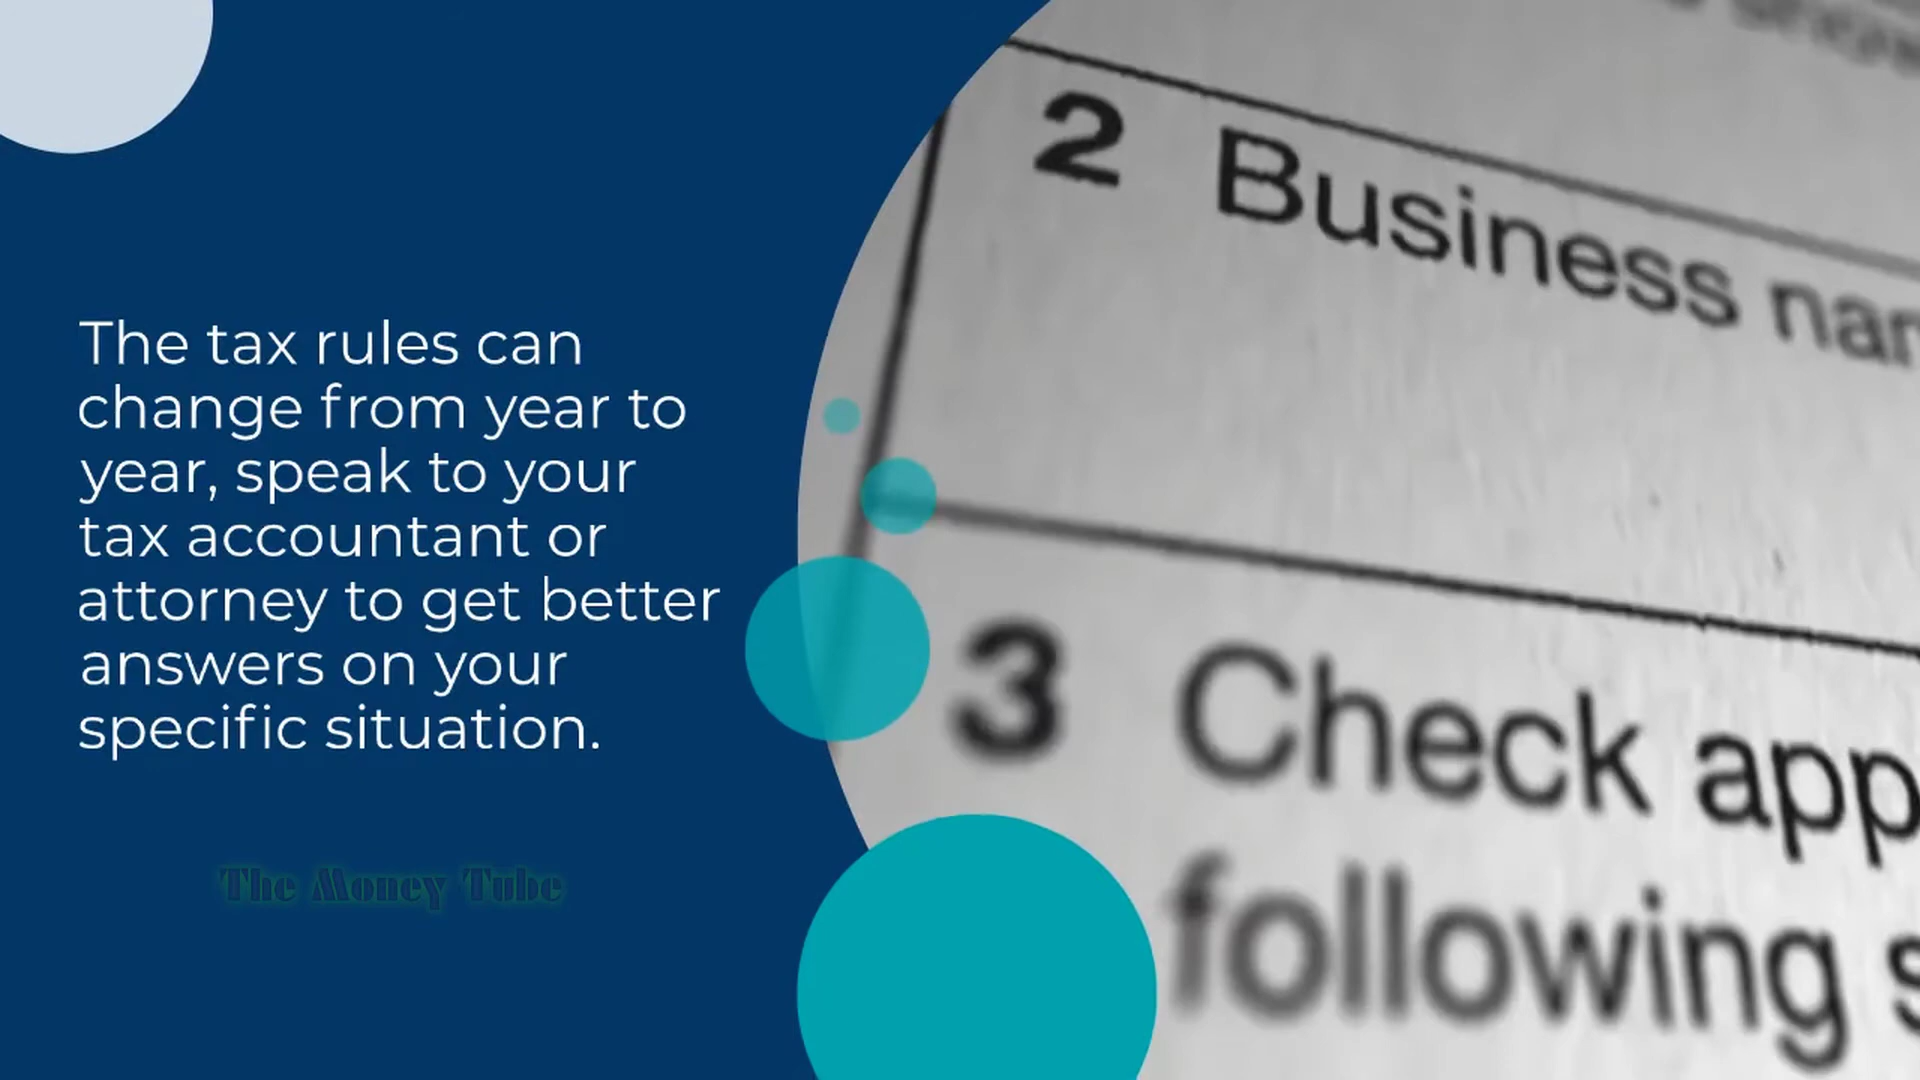 The tax rules can
change from year to
year, speak to your
tax accountant or
attorney to get better
answers on your
specific situation.
The Money Tube
2 Business
3 Check
following